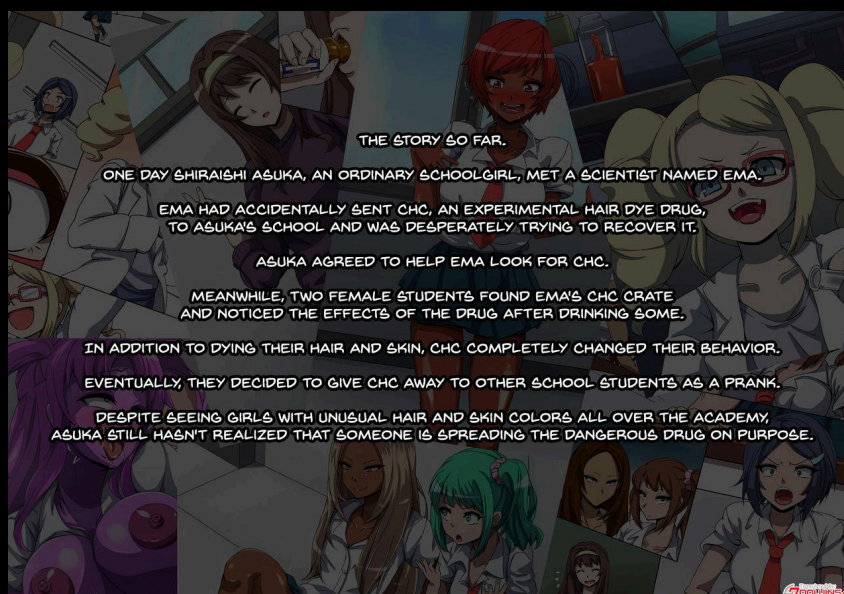 THE STORY SO FAR.
ONE DAY SHIRAISHI ASUKA, AN ORDINARY SCHOOLGIRL, MET A SCIENTIST NAMED EMA.
EMA HAD ACCIDENTALLY SENT CHC, AN EXPERIMENTAL HAIR DYE DRUG,
TO ASUKA'S SCHOOL AND WAS DESPERATELY TRYING TO RECOVER IT.
ASUKA AGREED TO HELP EMA LOOK FOR CHC.
MEANWHILE, TWO FEMALE STUDENTS FOUND EMA'S CHC CRATE
AND NOTICED THE EFFECTS OF THE DRUG AFTER DRINKING SOME.
IN ADDITION TO DYING THEIR HAIR AND SKIN, CHC COMPLETELY CHANGED THEIR BEHAVIOR.
EVENTUALLY, THEY DECIDED TO GIVE CHC AWAY TO OTHER SCHOOL STUDENTS AS A PRANK.
DESPITE SEEING GIRLS WITH UNUSUAL HAIR AND SKIN COLORS ALL OVER THE ACADEMY,
ASUKA STILL HASN'T REALIZED THAT SOMEONE IS SPREADING THE DANGEROUS DRUG ON PURPOSE.